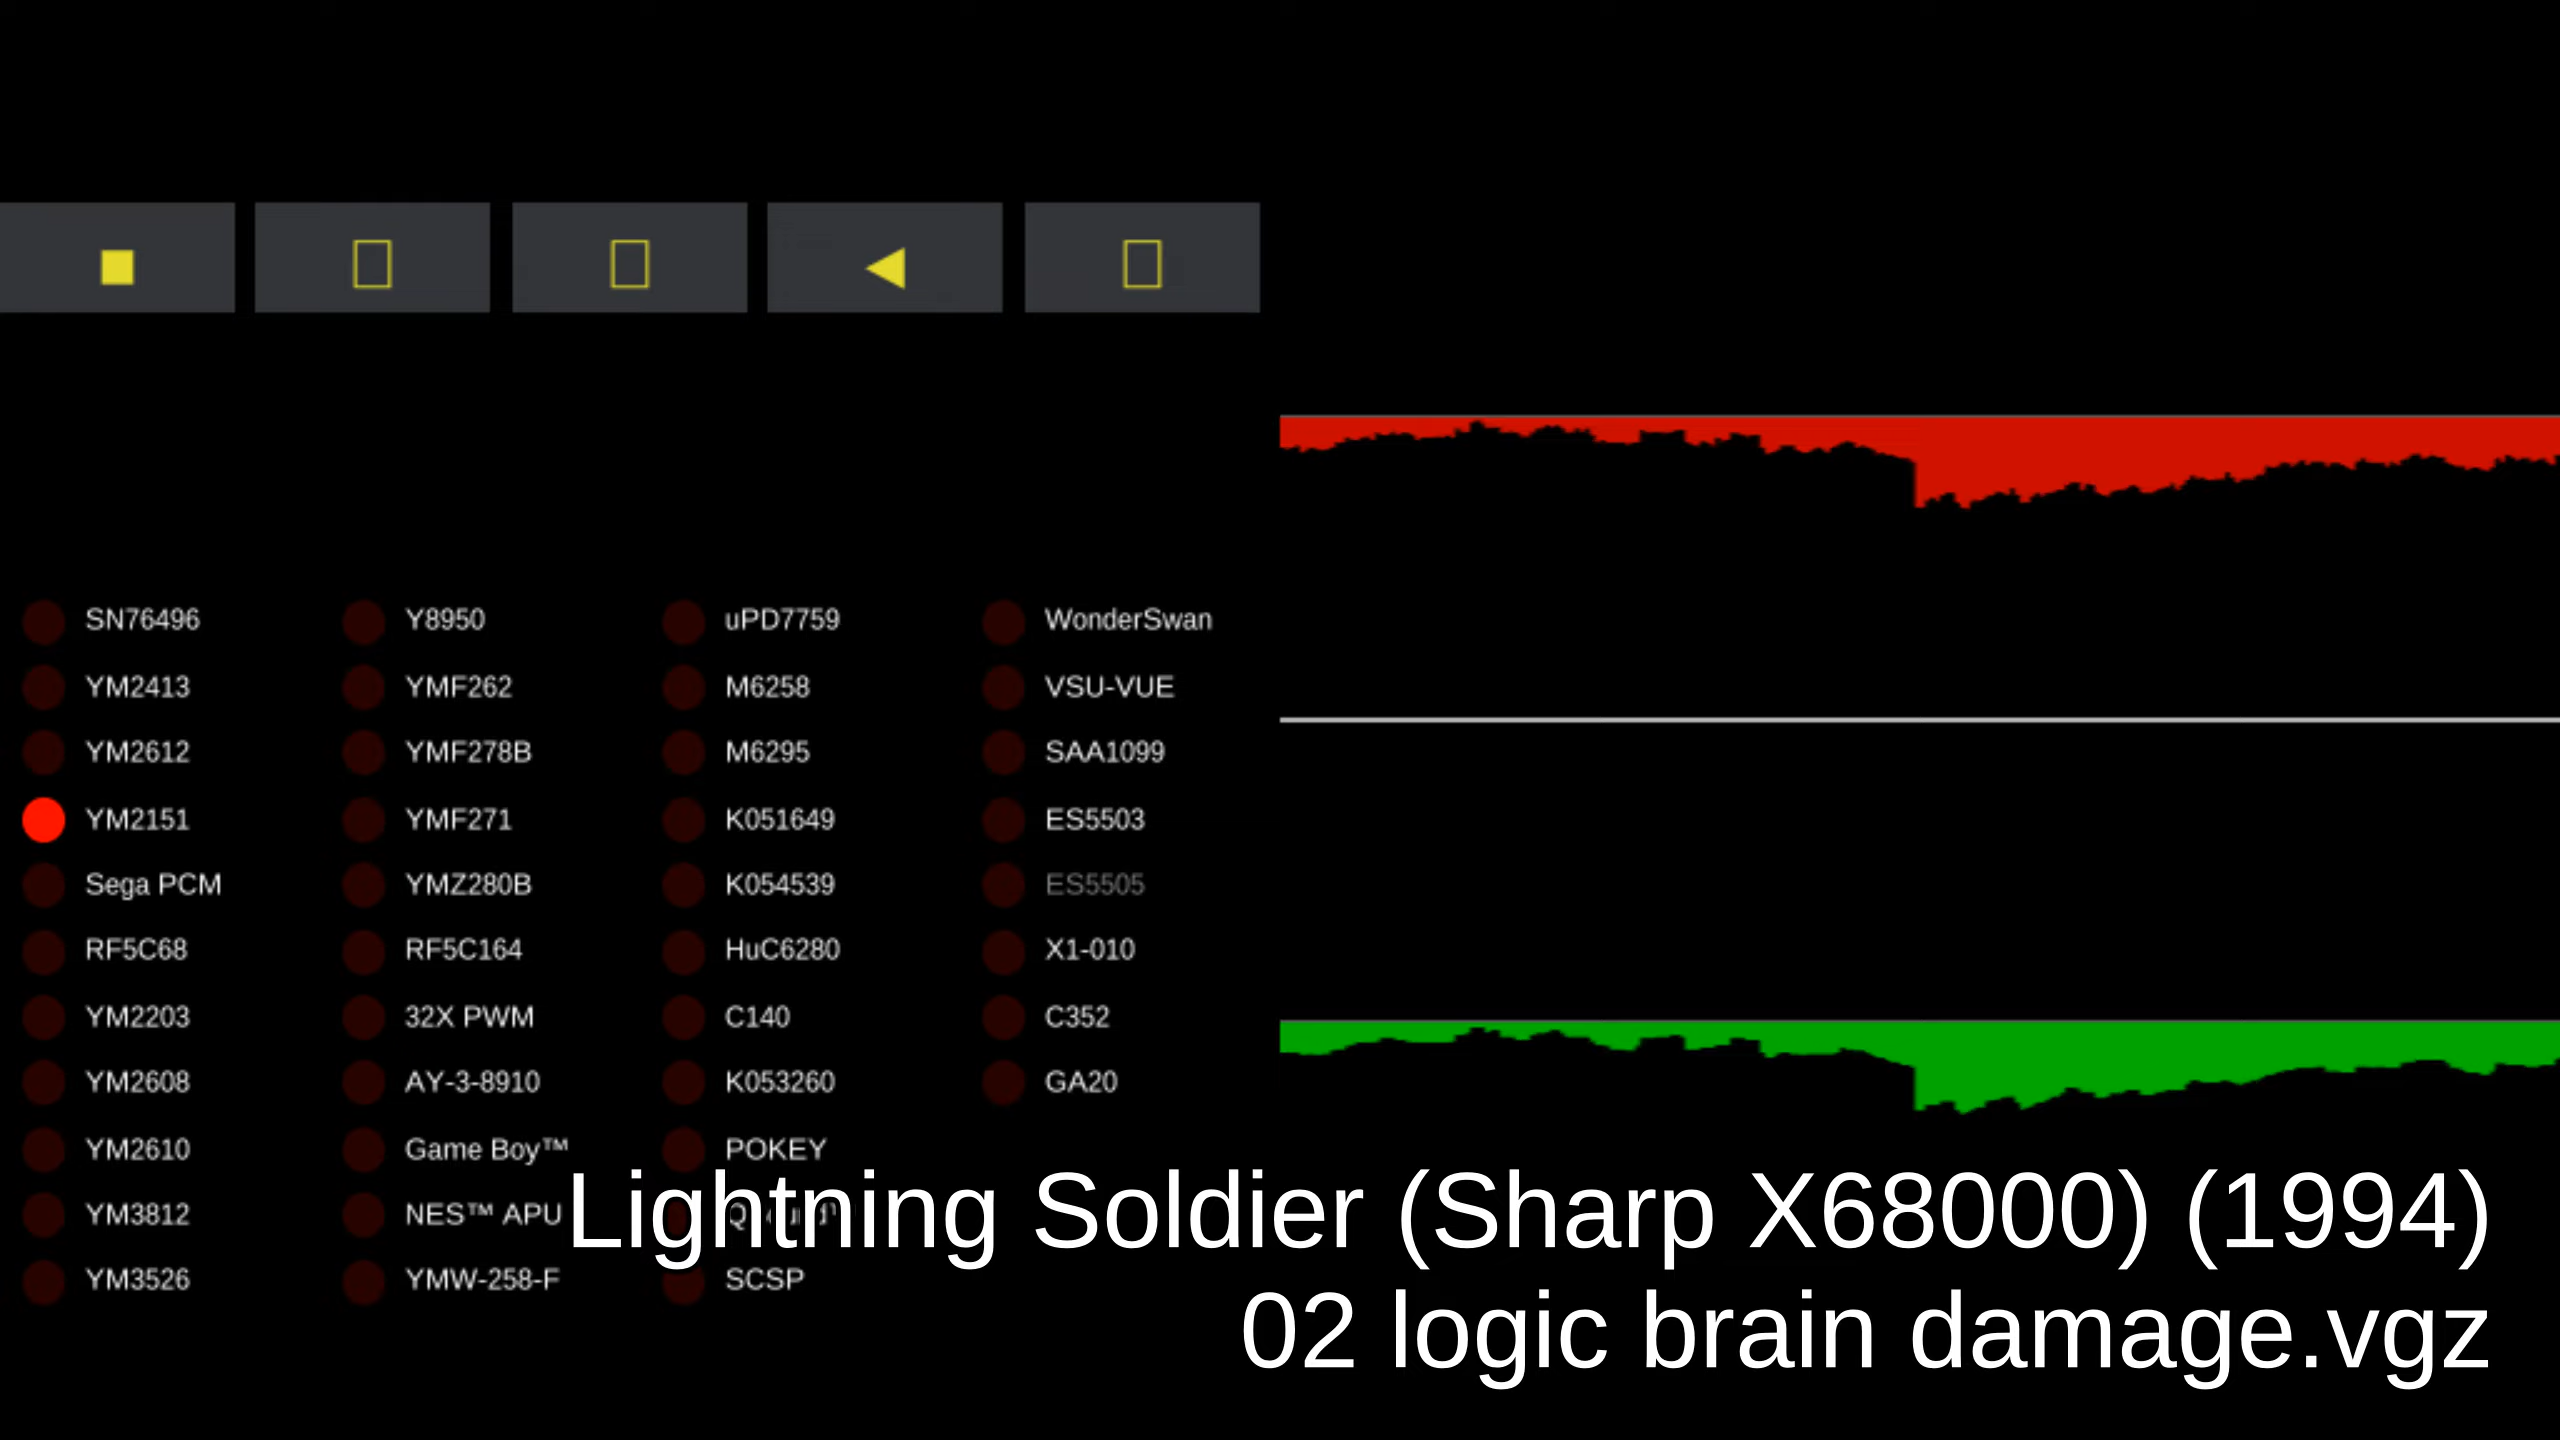 SN76496
YM2413
YM2612
YM2151
Sega PCM
RF5C68
YM2203
YM2608
YM2610
YM3812
YM3526
Y8950
YMF262
YMF278B
YMF271
YMZ280B
RF5C164
32X PWM
AY-3-8910
Game Boy™
NES™ APU
YMW-258-F
uPD7759
M6258
M6295
K051649
K054539
HuC6280
C140
K053260
POKEY
SCSP
WonderSwan
VSU-VUE
SAA1099
ES5503
ES5505
X1-010
C352
GA20
Lightning Soldier (Sharp X68000) (1994)
02 logic brain damage.vgz